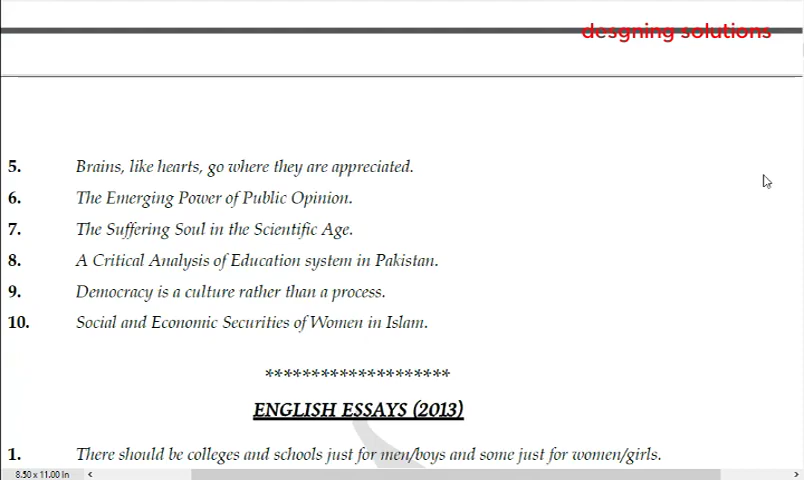 desgning solutions
5. Brains, like hearts, go where they are appreciated.
6. The Emerging Power of Public Opinion.
7. The Suffering Soul in the Scientific Age.
8. A Critical Analysis of Education system in Pakistan.
9. Democracy is a culture rather than a process.
10. Social and Economic Securities of Women in Islam.
********************
ENGLISH ESSAYS (2013)
1. There should be colleges and schools just for men/boys and some just for women/girls.
8.50 x 11.00 In